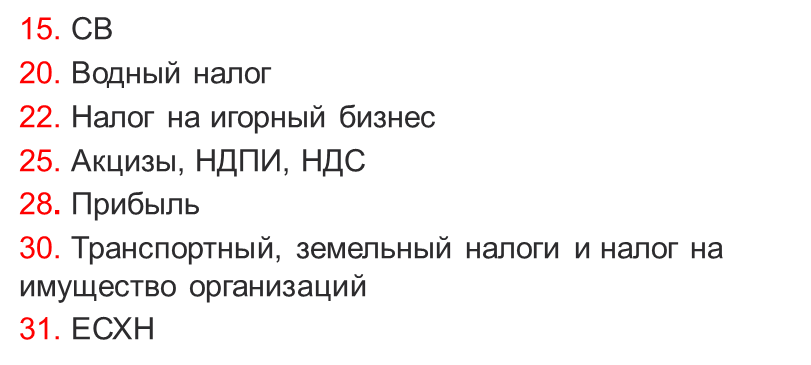 15. СВ
20. Водный налог
22. Налог на игорный бизнес
25. Акцизы, НДПИ, НДС
28. Прибыль
30. Транспортный, земельный налоги и налог на
имущество организаций
31. ЕСХН